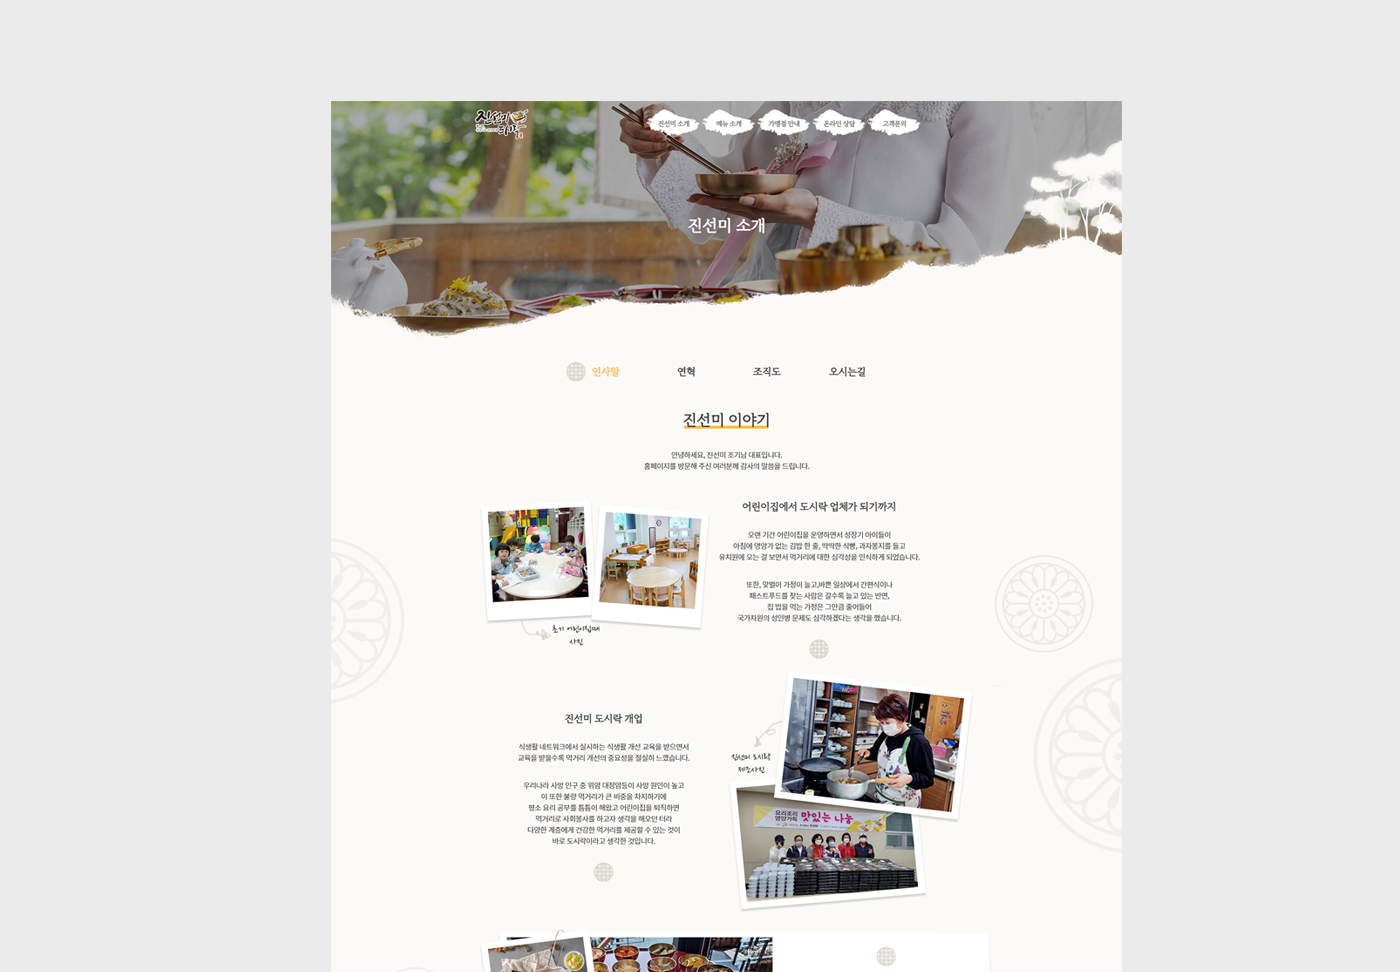 진선미
도시락
진선미 소개
메뉴 소개
가맹점 안내
온라인 상담
고객문의
진선미 소개
인사말
연혁
조직도
오시는길
진선미 이야기
안녕하세요, 진선미 조기남 대표입니다.
홈페이지를 방문해 주신 여러분께 감사의 말씀을 드립니다.
어린이집에서 도시락 업체가 되기까지
오랜 기간 어린이집을 운영하면서 성장기 아이들이
아침에 영양가 없는 김밥 한 줄, 딱딱한 식빵, 과자봉지를 들고
유치원에 오는 걸 보면서 먹거리에 대한 심각성을 인식하게 되었습니다.
또한, 맞벌이 가정이 늘고,바쁜 일상에서 간편식이나
패스트푸드를 찾는 사람은 갈수록 늘고 있는 반면,
집 밥을 먹는 가정은 그만큼 줄어들어
국가차원의 성인병 문제도 심각하겠다는 생각을 했습니다.
초기 어린이집때
사진
진선미 도시락 개업
식생활 네트워크에서 실시하는 식생활 개선 교육을 받으면서
교육을 받을수록 먹거리 개선의 중요성을 절실히 느꼈습니다.
우리나라 사망 인구 중 위암 대장암등이 사망 원인이 높고
이 또한 불량 먹거리가 큰 비중을 차지하기에
평소 요리 공부를 틈틈이 해왔고 어린이집을 퇴직하면
먹거리로 사회봉사를 하고자 생각을 해오던 터라
다양한 계층에게 건강한 먹거리를 제공할 수 있는 것이
바로 도시락이라고 생각한 것입니다.
진선미 도시락
제조사진
요리조리
영양가득
맛있는 나눔